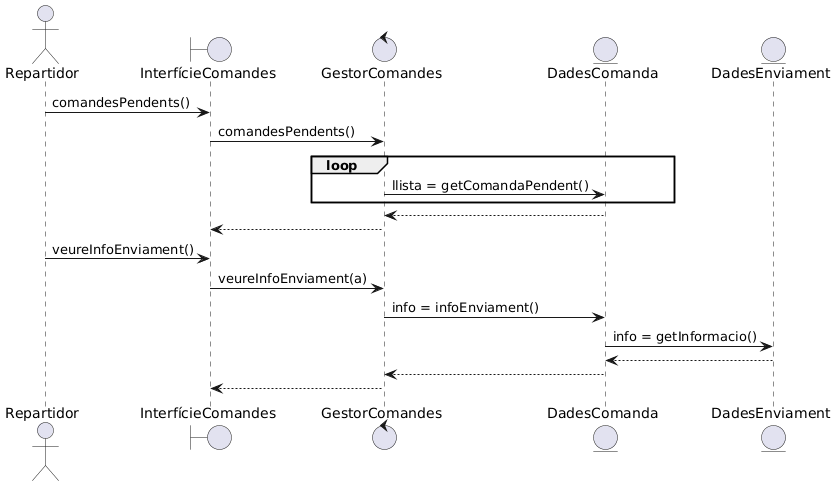 Repartidor InterfícieComandes GestorComandes DadesComanda DadesEnviament
comandesPendents()
comandesPendents()
loop
llista = getComandaPendent()
veureInfoEnviament()
veureInfoEnviament(a)
info = infoEnviament()
info = getInformacio()
Repartidor InterfícieComandes GestorComandes DadesComanda DadesEnviament